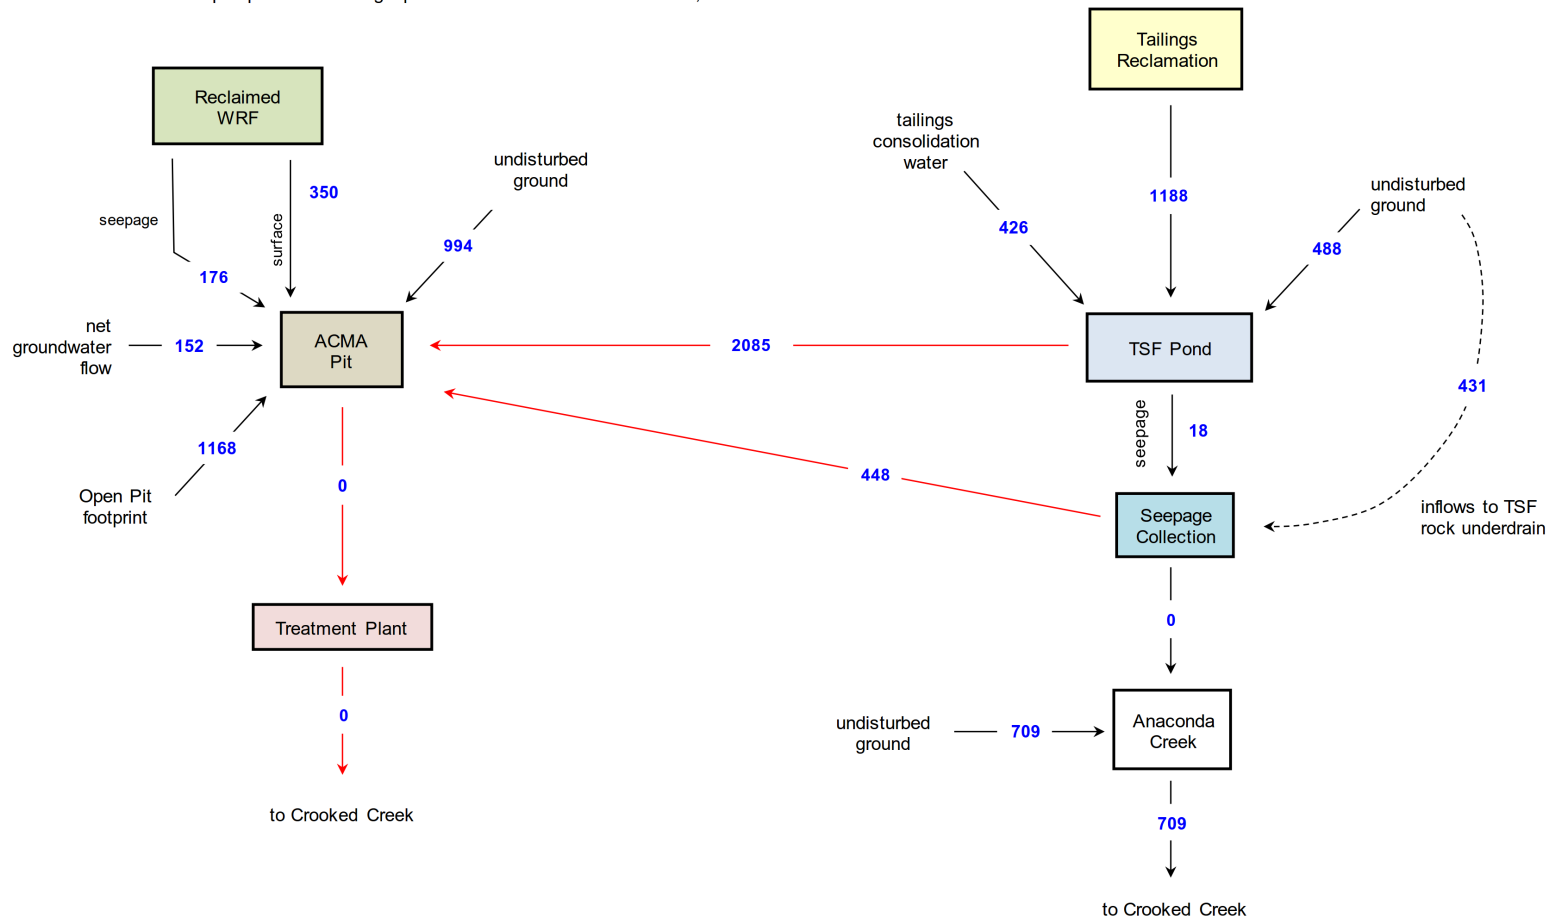 Tailings
Reclamation
Reclaimed
WRF
tailings
consolidation
water
undisturbed
ground
350
1188
undisturbed
ground
seepage
surface
426
994
488
176
net
groundwater
flow
152
ACMA
Pit
2085
TSF Pond
431
1168
seepage
18
448
0
Open Pit
footprint
Seepage
Collection
inflows to TSF
rock underdrain
Treatment Plant
0
0
undisturbed
ground
709
Anaconda
Creek
to Crooked Creek
709
to Crooked Creek